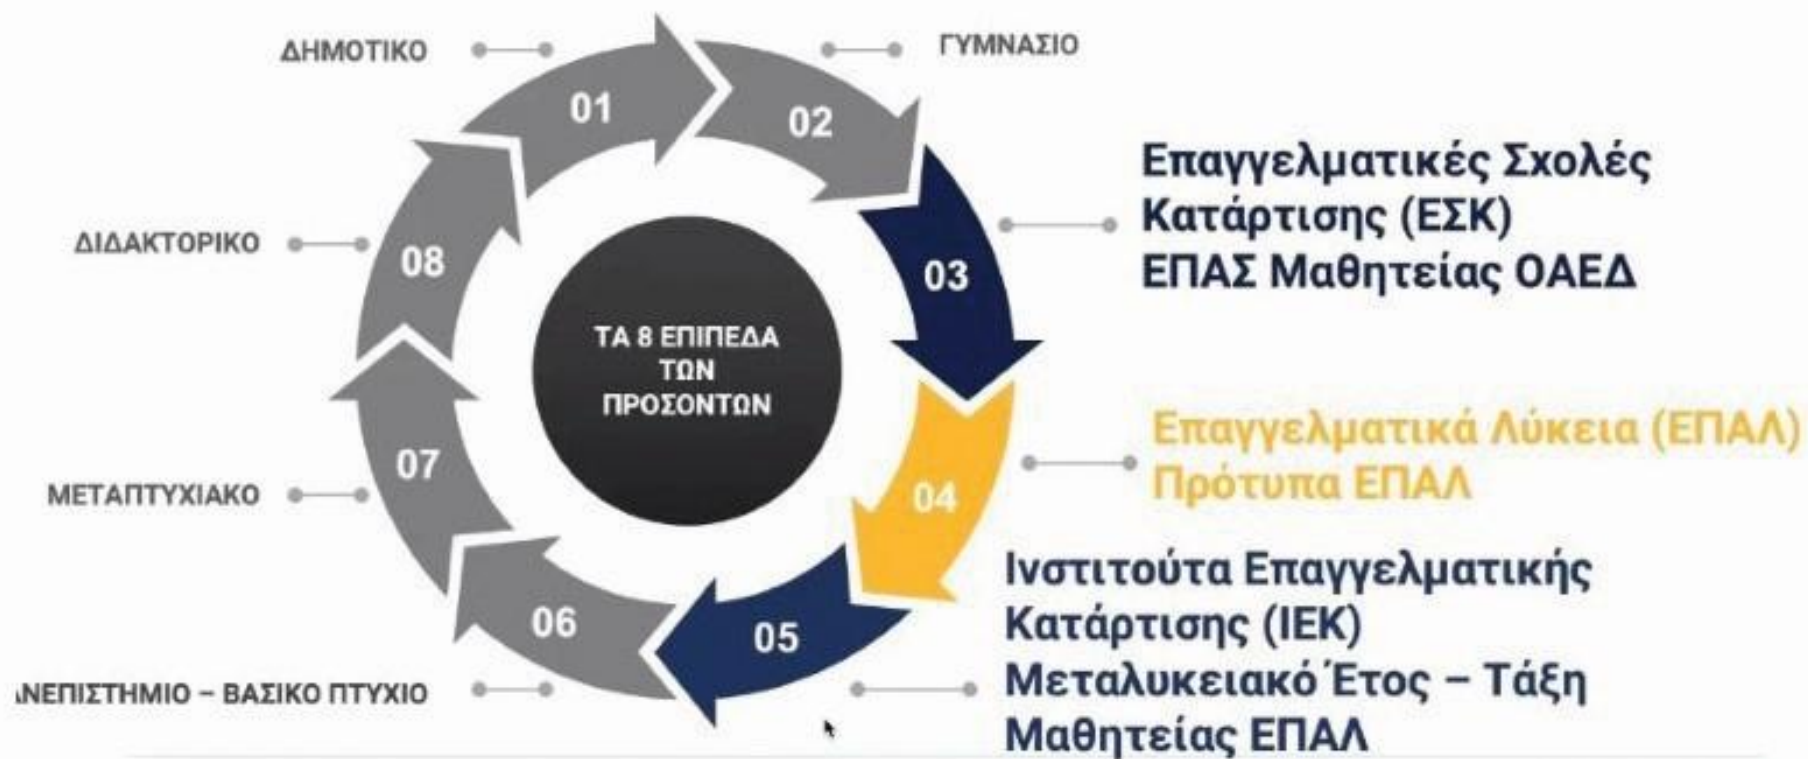 ΔΗΜΟΤΙΚΟ
01
ΓΥΜΝΑΣΙΟ
02
Επαγγελματικές Σχολές
Κατάρτισης (ΕΣΚ)
ΕΠΑΣ Μαθητείας ΟΑΕΔ
03
Επαγγελματικά Λύκεια (ΕΠΑΛ)
Πρότυπα ΕΠΑΛ
04
Ινστιτούτα Επαγγελματικής
Κατάρτισης (ΙΕΚ)
Μεταλυκειακό Έτος – Τάξη
Μαθητείας ΕΠΑΛ
05
06
– ΒΑΣΙΚΟ ΠΤΥΧΙΟ
07
ΜΕΤΑΠΤΥΧΙΑΚΟ
08
ΔΙΔΑΚΤΟΡΙΚΟ
ΤΑ 8 ΕΠΙΠΕΔΑ
ΤΩΝ
ΠΡΟΣΟΝΤΩΝ